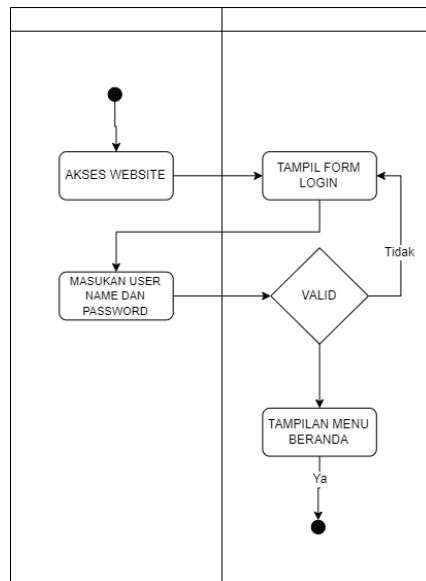 AKSES WEBSITE
TAMPIL FORM
LOGIN
Tidak
MASUKAN USER
NAME DAN
PASSWORD
VALID
TAMPILAN MENU
BERANDA
Ya